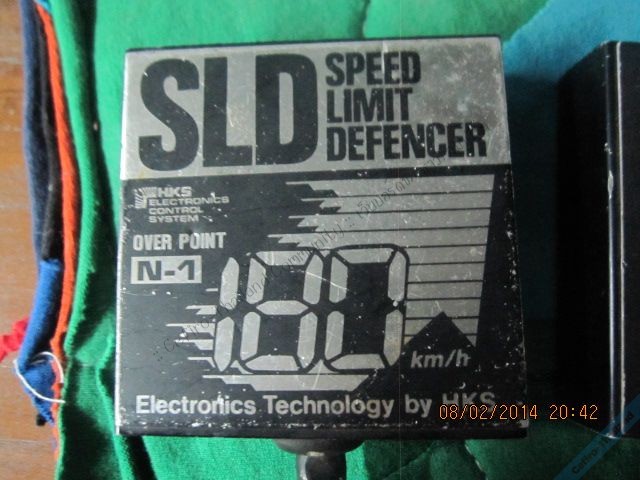 SLD
SPEED
LIMIT
DEFENCER
HKS
ELECTRONICS
CONTROL
SYSTEM
OVER POINT
N-1
180
km/h
Electronics Technology by HKS
08/02/2014 20:42